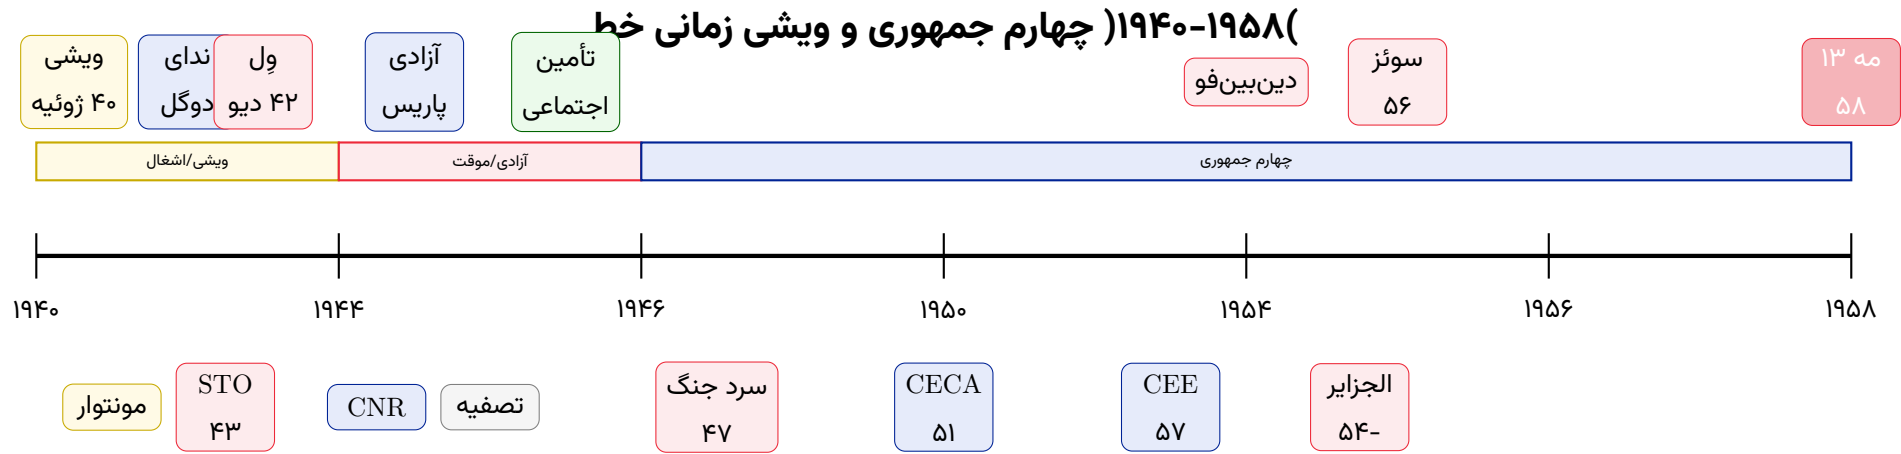 )۱۹۴۰-۱۹۵۸( چهارم جمهوری و ویشی زمانی خط
ویشی
۴۰ ژوئیه
ندای
دوگل
وِل
۴۲ دیو
آزادی
پاریس
تأمین
اجتماعی
دین‌بین‌فو
سوئز
۵۶
مه ۱۳
۵۸
ویشی/اشغال
آزادی/موقت
چهارم جمهوری
۱۹۴۰
۱۹۴۴
۱۹۴۶
۱۹۵۰
۱۹۵۴
۱۹۵۶
۱۹۵۸
مونتوار
STO
۴۳
CNR
تصفیه
سرد جنگ
۴۷
CECA
۵۱
CEE
۵۷
الجزایر
۵۴-